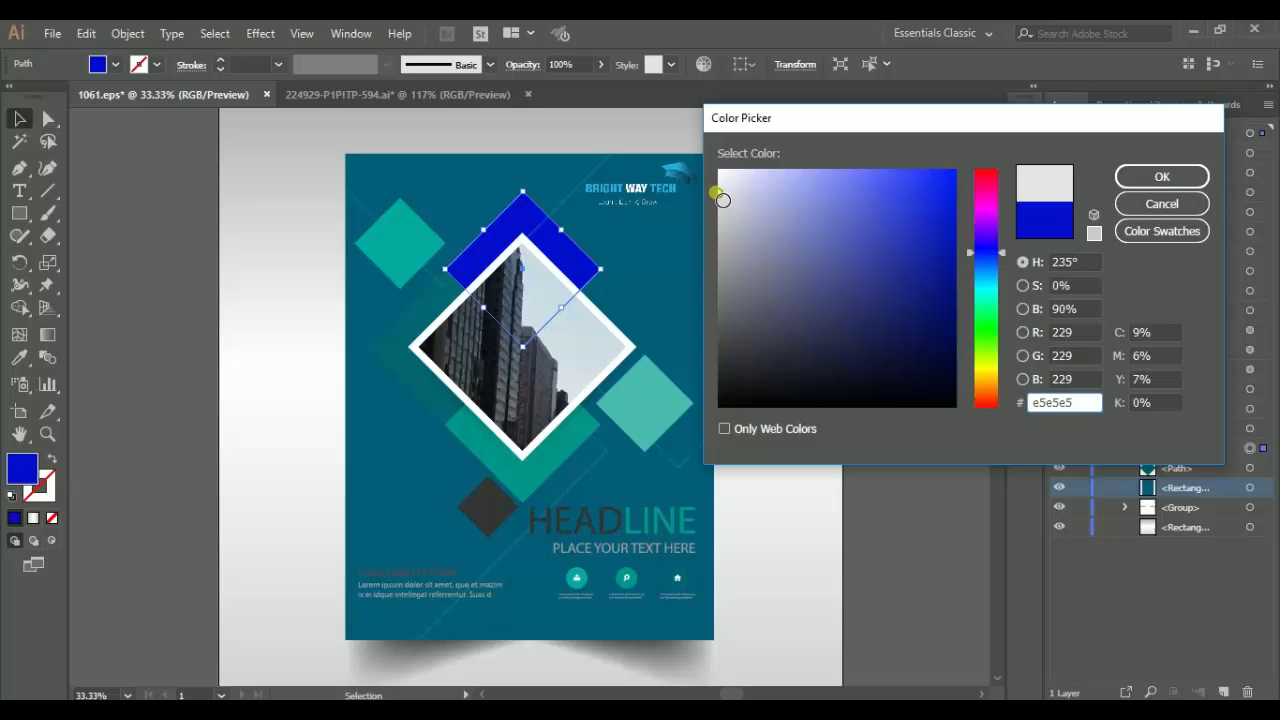 Ai File Edit Object Type Select Effect View Window Help Br St Essentials Classic Search Adobe Stock
Path Stroke: Basic Opacity: 100% Style: Transform
1061.eps* @ 33.33% (RGB/Preview) × 224929-P1PITP-594.ai* @ 117% (RGB/Preview) ×
Color Picker
Select Color:
OK
Cancel
Color Swatches
H: 235°
S: 0%
B: 90%
R: 229 C: 9%
G: 229 M: 6%
B: 229 Y: 7%
# e5e5e5 K: 0%
Only Web Colors
BRIGHT WAY TECH
HEADLINE
PLACE YOUR TEXT HERE
Lorem ipsum dolor sit amet, quo et mazim
is ei idque intellegat referrentur. Suas d
<Path>
<Rectang...
<Group>
<Rectang...
33.33% 1 Selection 1 Layer